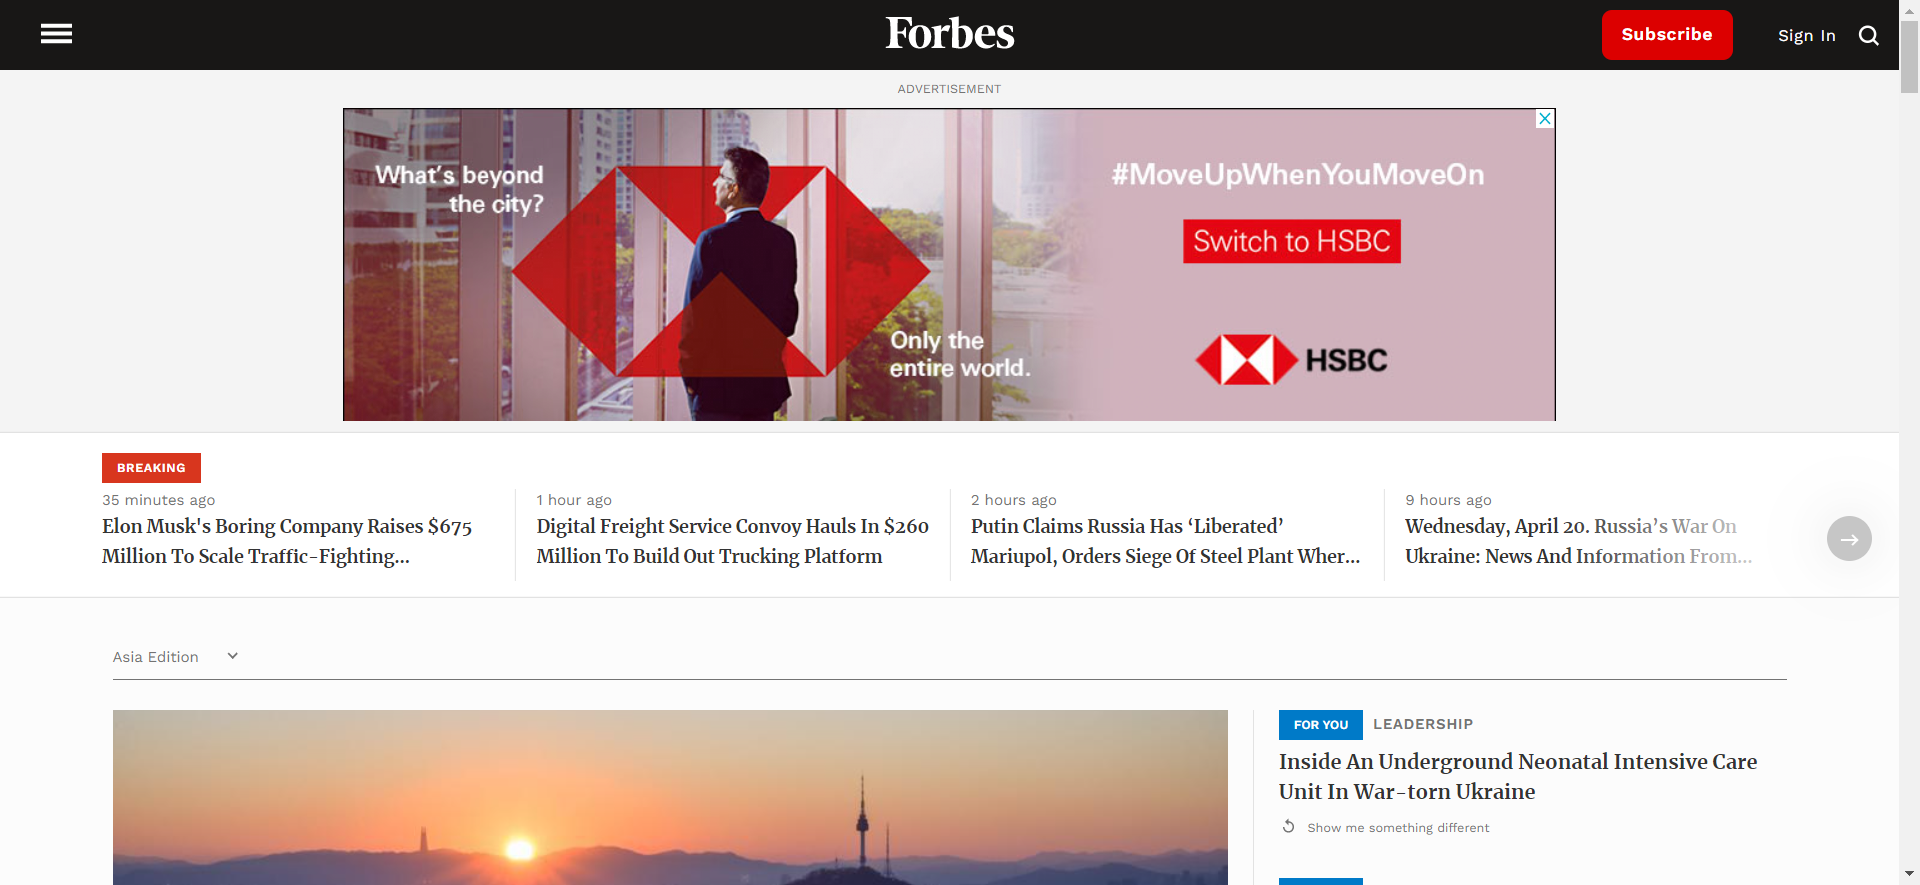 Forbes
Subscribe
Sign In
ADVERTISEMENT
What's beyond
the city?
Only the
entire world.
#MoveUpWhenYouMoveOn
Switch to HSBC
HSBC
BREAKING
35 minutes ago
Elon Musk's Boring Company Raises $675
Million To Scale Traffic-Fighting...
1 hour ago
Digital Freight Service Convoy Hauls In $260
Million To Build Out Trucking Platform
2 hours ago
Putin Claims Russia Has ‘Liberated’
Mariupol, Orders Siege Of Steel Plant Wher...
9 hours ago
Wednesday, April 20. Russia’s War On
Ukraine: News And Information From...
Asia Edition
FOR YOU LEADERSHIP
Inside An Underground Neonatal Intensive Care
Unit In War-torn Ukraine
Show me something different